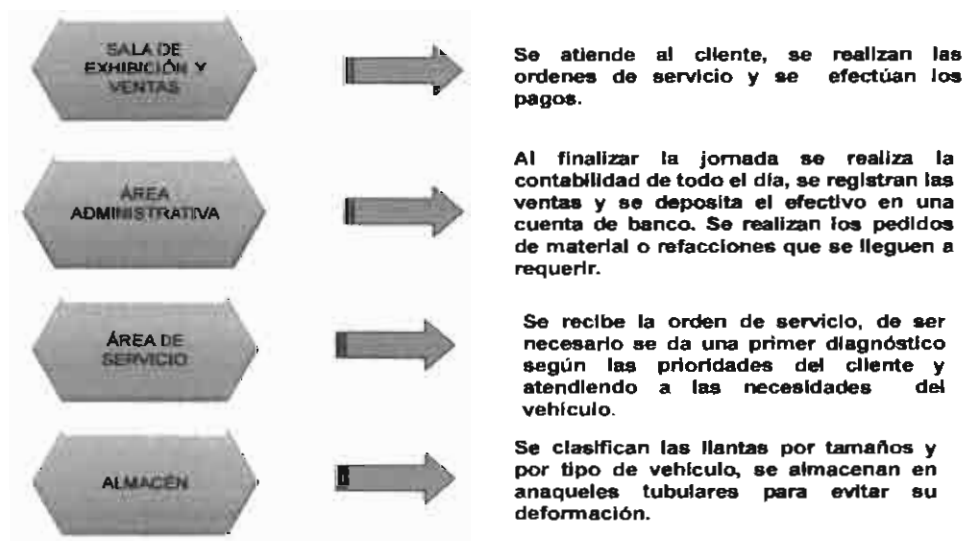 SALA DE
EXHIBICIÓN Y
VENTAS
Se atiende al cliente, se realizan las
ordenes de servicio y se efectúan los
pagos.
ÁREA
ADMINISTRATIVA
Al finalizar la jornada se realiza la
contabilidad de todo el día, se registran las
ventas y se deposita el efectivo en una
cuenta de banco. Se realizan los pedidos
de material o refacciones que se lleguen a
requerir.
ÁREA DE
SERVICIO
Se recibe la orden de servicio, de ser
necesario se da una primer diagnóstico
según las prioridades del cliente y
atendiendo a las necesidades del
vehículo.
ALMACÉN
Se clasifican las llantas por tamaños y
por tipo de vehículo, se almacenan en
anaqueles tubulares para evitar su
deformación.